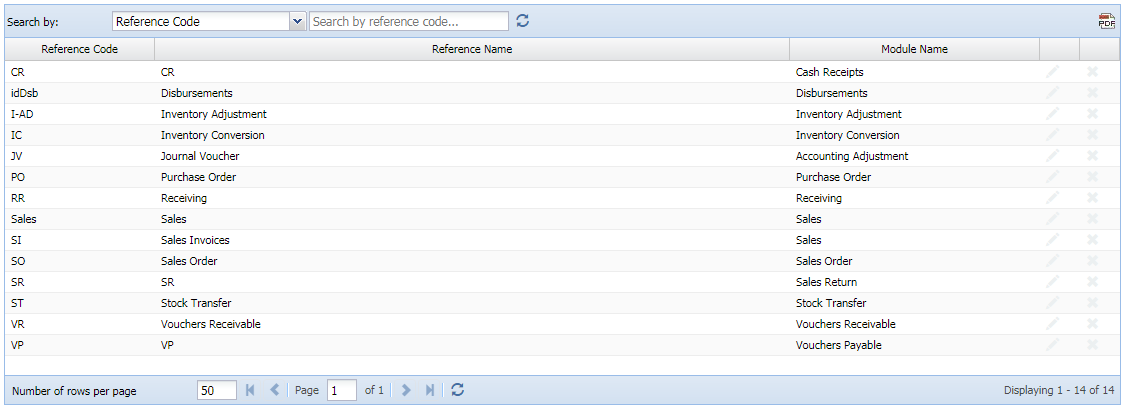 Search by: Reference Code Search by reference code... PDF
Reference Code Reference Name Module Name
CR CR Cash Receipts
idDsb Disbursements Disbursements
I-AD Inventory Adjustment Inventory Adjustment
IC Inventory Conversion Inventory Conversion
JV Journal Voucher Accounting Adjustment
PO Purchase Order Purchase Order
RR Receiving Receiving
Sales Sales Sales
SI Sales Invoices Sales
SO Sales Order Sales Order
SR SR Sales Return
ST Stock Transfer Stock Transfer
VR Vouchers Receivable Vouchers Receivable
VP VP Vouchers Payable
Number of rows per page 50 Page 1 of 1 Displaying 1 - 14 of 14